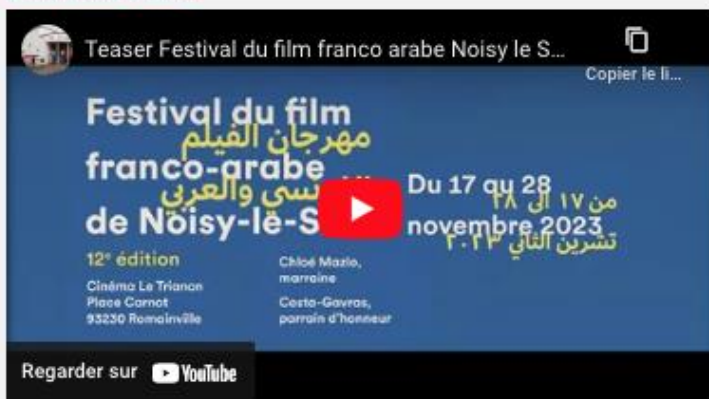 Teaser Festival du film franco arabe Noisy le S...
Copier le li...
Festival du film
مهرجان الفيلم
franco-arabe
والعربي
de Noisy-le-S
Du 17 au 28
من ١٧ الى ٢٨
novembre 2023
تشرين الثاني ٢٠٢٣
12e édition
Cinéma Le Trianon
Place Carnot
93230 Romainville
Chloé Mazlo,
marraine
Costa-Gavras,
parrain d'honneur
Regarder sur YouTube